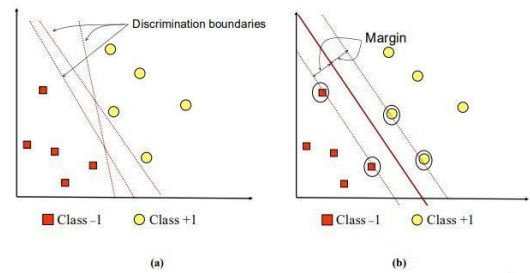 Discrimination boundaries
Class –1 Class +1
(a)
Margin
Class –1 Class +1
(b)